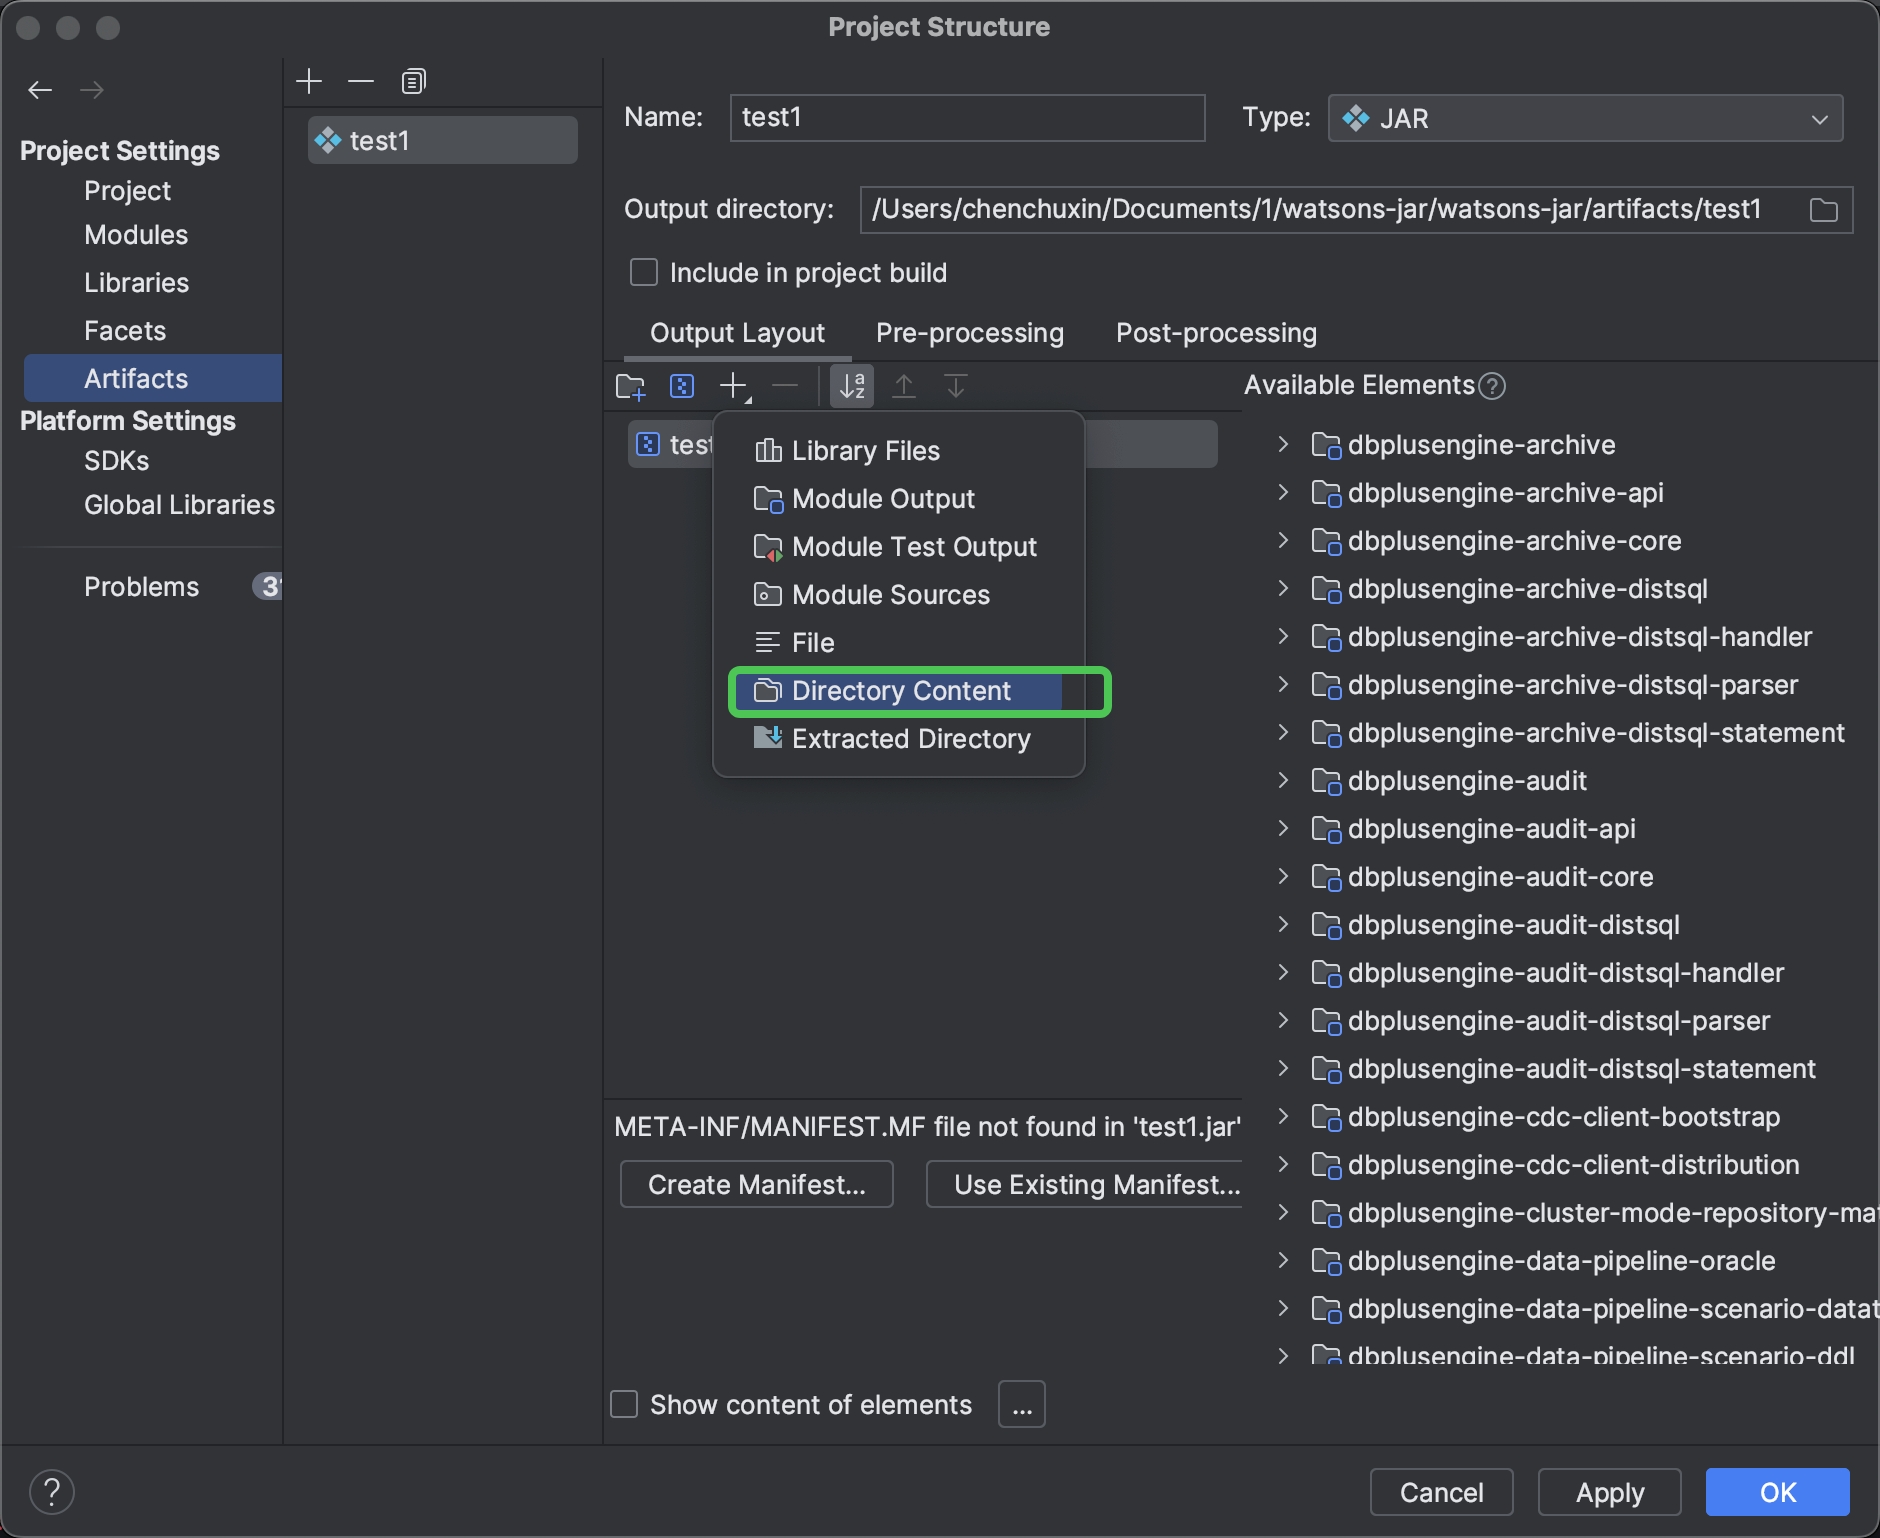 Project Structure
Project Settings
Project
Modules
Libraries
Facets
Artifacts
Platform Settings
SDKs
Global Libraries
Problems
test1
Name: test1
Type: JAR
Output directory: /Users/chenchuxin/Documents/1/watsons-jar/watsons-jar/artifacts/test1
Include in project build
Output Layout Pre-processing Post-processing
test
Library Files
Module Output
Module Test Output
Module Sources
File
Directory Content
Extracted Directory
META-INF/MANIFEST.MF file not found in 'test1.jar'
Create Manifest... Use Existing Manifest...
Show content of elements ...
Available Elements ?
dbplusengine-archive
dbplusengine-archive-api
dbplusengine-archive-core
dbplusengine-archive-distsql
dbplusengine-archive-distsql-handler
dbplusengine-archive-distsql-parser
dbplusengine-archive-distsql-statement
dbplusengine-audit
dbplusengine-audit-api
dbplusengine-audit-core
dbplusengine-audit-distsql
dbplusengine-audit-distsql-handler
dbplusengine-audit-distsql-parser
dbplusengine-audit-distsql-statement
dbplusengine-cdc-client-bootstrap
dbplusengine-cdc-client-distribution
dbplusengine-cluster-mode-repository-mat
dbplusengine-data-pipeline-oracle
dbplusengine-data-pipeline-scenario-datat
dbplusengine-data-pipeline-scenario-ddl
? Cancel Apply OK